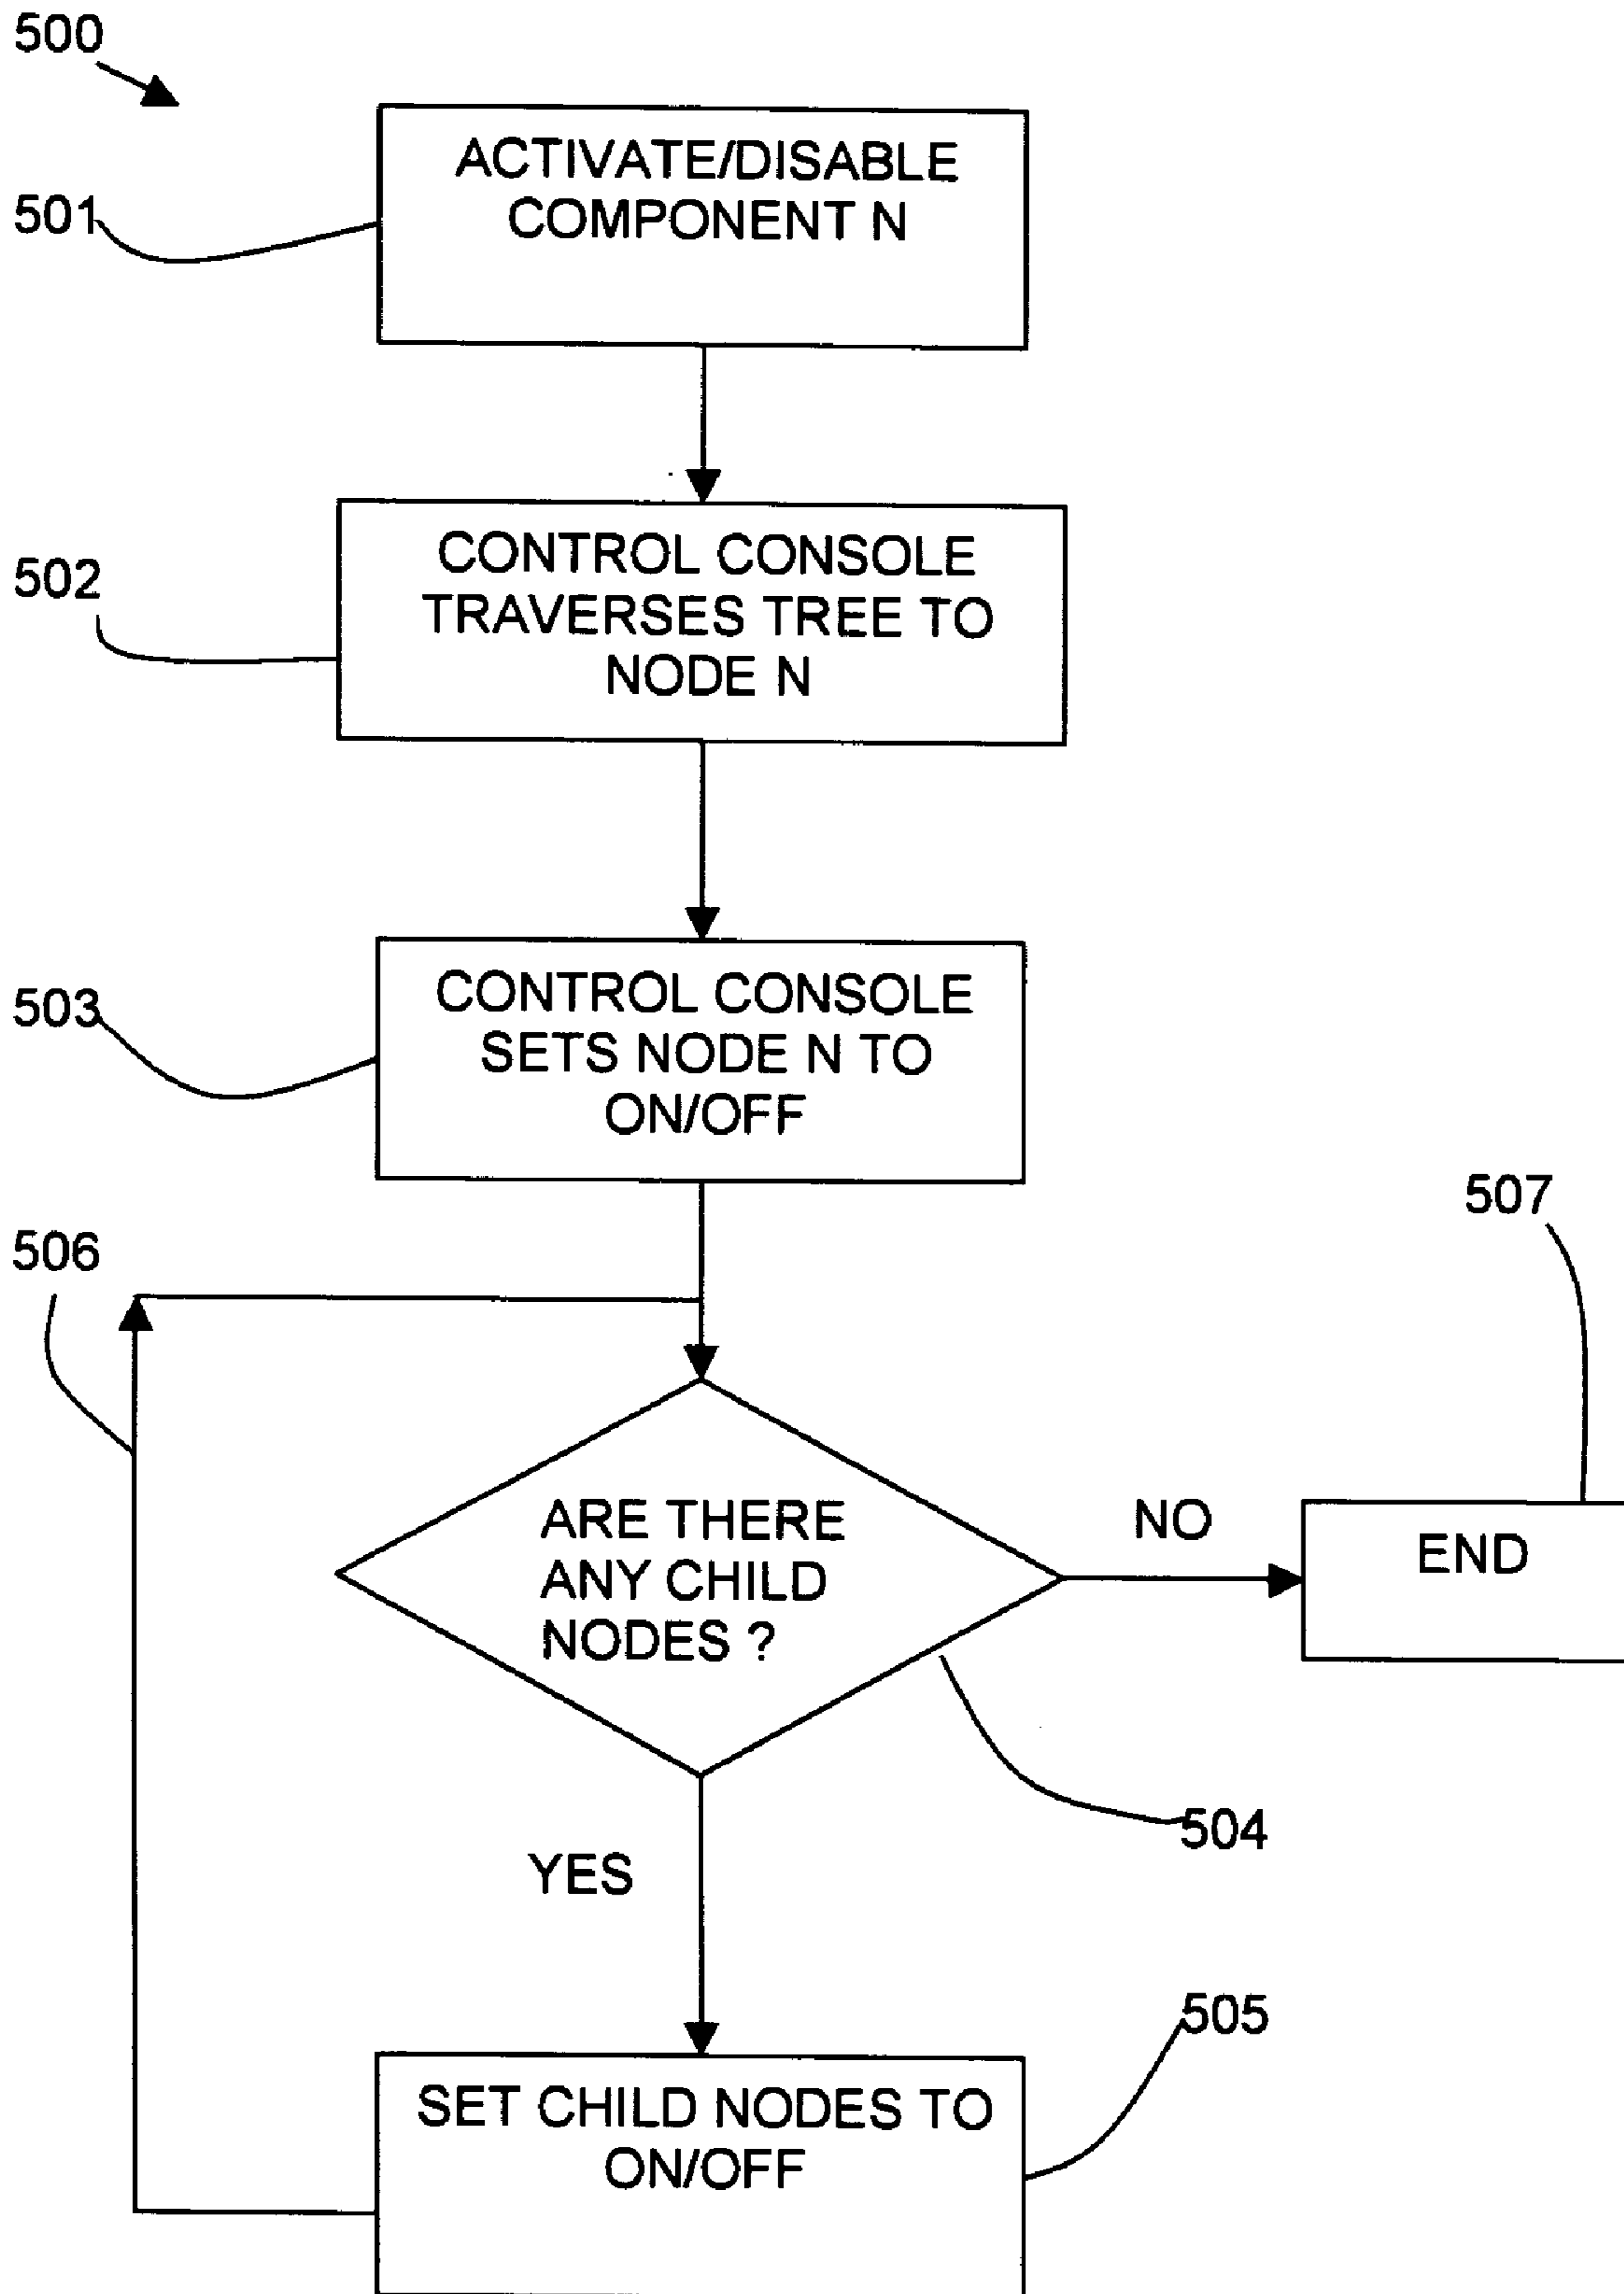 500
ACTIVATE/DISABLE
COMPONENT N
501
CONTROL CONSOLE
TRAVERSES TREE TO
NODE N
502
CONTROL CONSOLE
SETS NODE N TO
ON/OFF
503
506
507
ARE THERE
ANY CHILD
NODES ?
NO
END
504
YES
505
SET CHILD NODES TO
ON/OFF